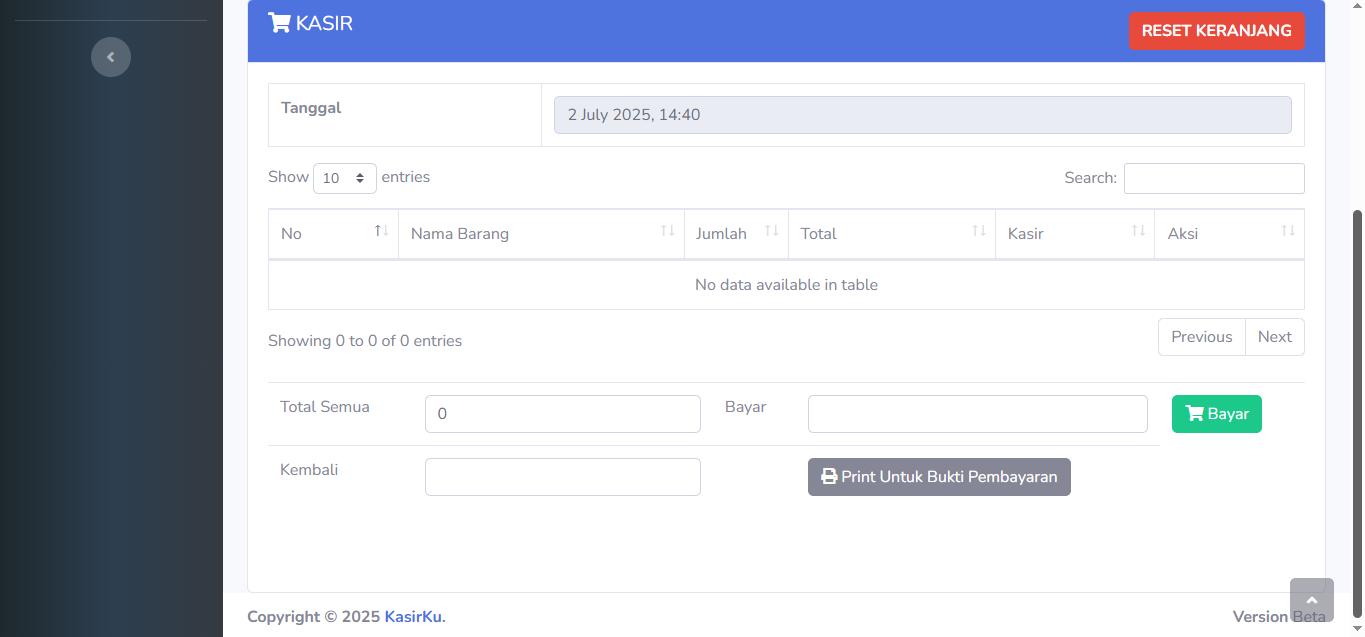 KASIR
RESET KERANJANG
Tanggal
2 July 2025, 14:40
Show 10 entries
Search:
No Nama Barang Jumlah Total Kasir Aksi
No data available in table
Showing 0 to 0 of 0 entries
Previous Next
Total Semua 0 Bayar Bayar
Kembali Print Untuk Bukti Pembayaran
Copyright © 2025 KasirKu.
Version Beta